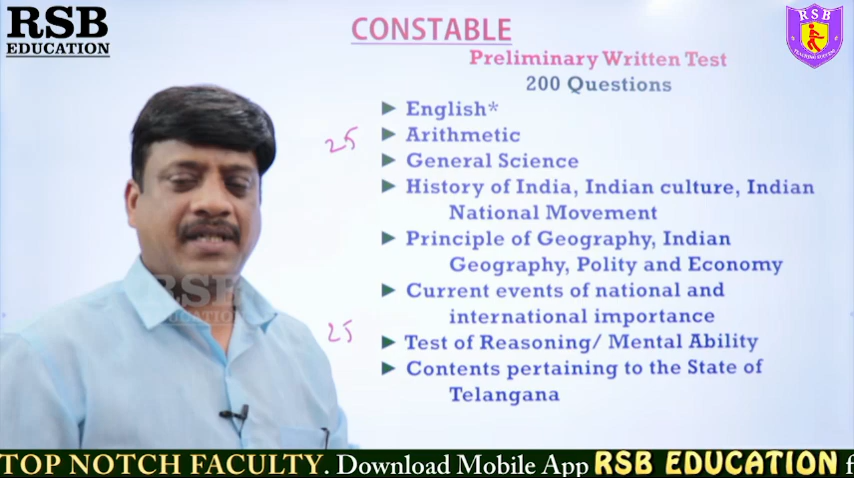 RSB
EDUCATION
RSB
CONSTABLE
Preliminary Written Test
200 Questions
► English*
25
► Arithmetic
► General Science
► History of India, Indian culture, Indian
National Movement
► Principle of Geography, Indian
Geography, Polity and Economy
► Current events of national and
international importance
25
► Test of Reasoning/ Mental Ability
► Contents pertaining to the State of
Telangana
RSB
EDUCATION
TOP NOTCH FACULTY. Download Mobile App RSB EDUCATION f